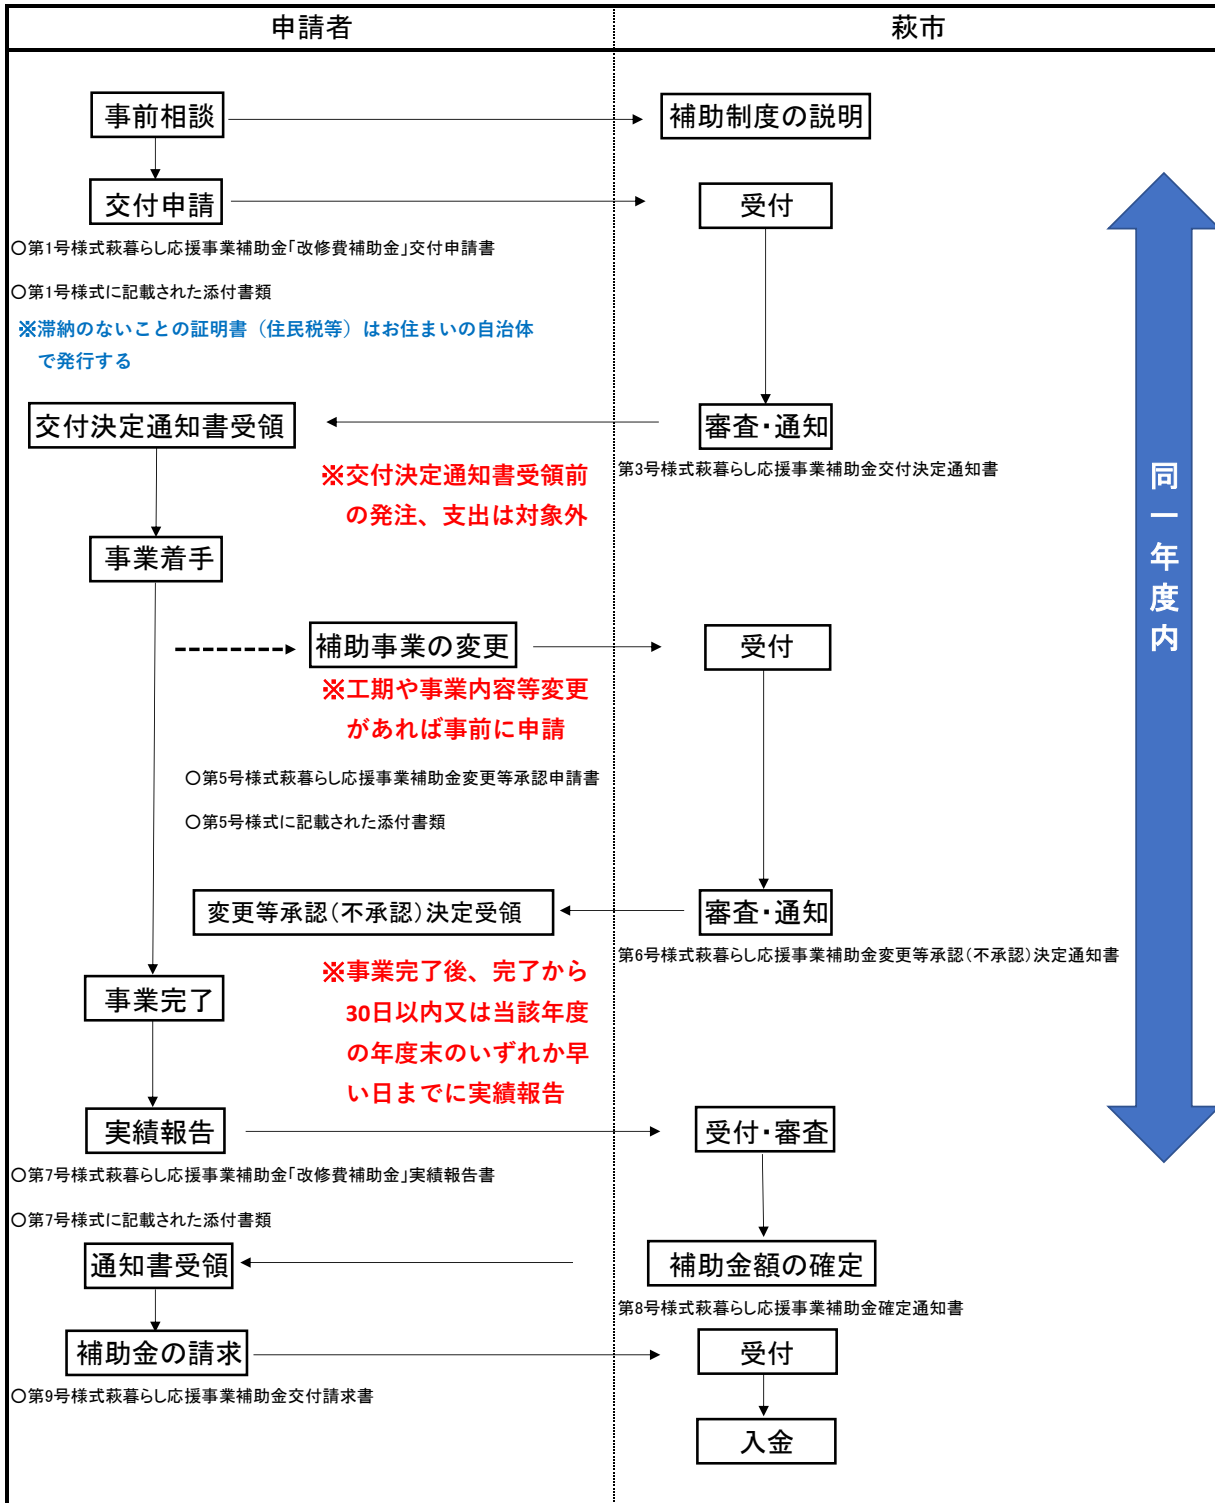 申請者
萩市
事前相談
補助制度の説明
交付申請
受付
○第1号様式萩暮らし応援事業補助金「改修費補助金」交付申請書
○第1号様式に記載された添付書類
※滞納のないことの証明書（住民税等）はお住まいの自治体
で発行する
交付決定通知書受領
審査・通知
第3号様式萩暮らし応援事業補助金交付決定通知書
※交付決定通知書受領前
の発注、支出は対象外
事業着手
補助事業の変更
受付
※工期や事業内容等変更
があれば事前に申請
○第5号様式萩暮らし応援事業補助金変更等承認申請書
○第5号様式に記載された添付書類
変更等承認（不承認）決定受領
審査・通知
第6号様式萩暮らし応援事業補助金変更等承認（不承認）決定通知書
※事業完了後、完了から
30日以内又は当該年度
の年度末のいずれか早
い日までに実績報告
事業完了
実績報告
受付・審査
○第7号様式萩暮らし応援事業補助金「改修費補助金」実績報告書
○第7号様式に記載された添付書類
通知書受領
補助金額の確定
第8号様式萩暮らし応援事業補助金確定通知書
補助金の請求
受付
○第9号様式萩暮らし応援事業補助金交付請求書
入金
同一年度内